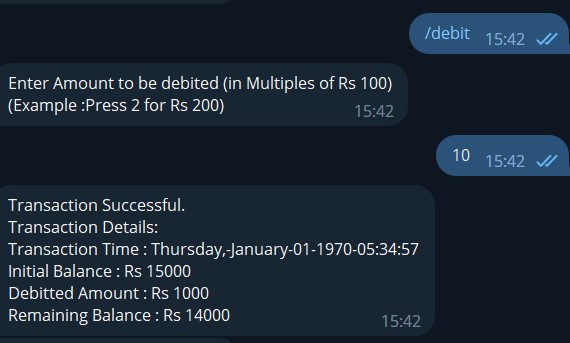 /debit
15:42
Enter Amount to be debited (in Multiples of Rs 100)
(Example :Press 2 for Rs 200)
15:42
10
15:42
Transaction Successful.
Transaction Details:
Transaction Time : Thursday,-January-01-1970-05:34:57
Initial Balance : Rs 15000
Debitted Amount : Rs 1000
Remaining Balance : Rs 14000
15:42